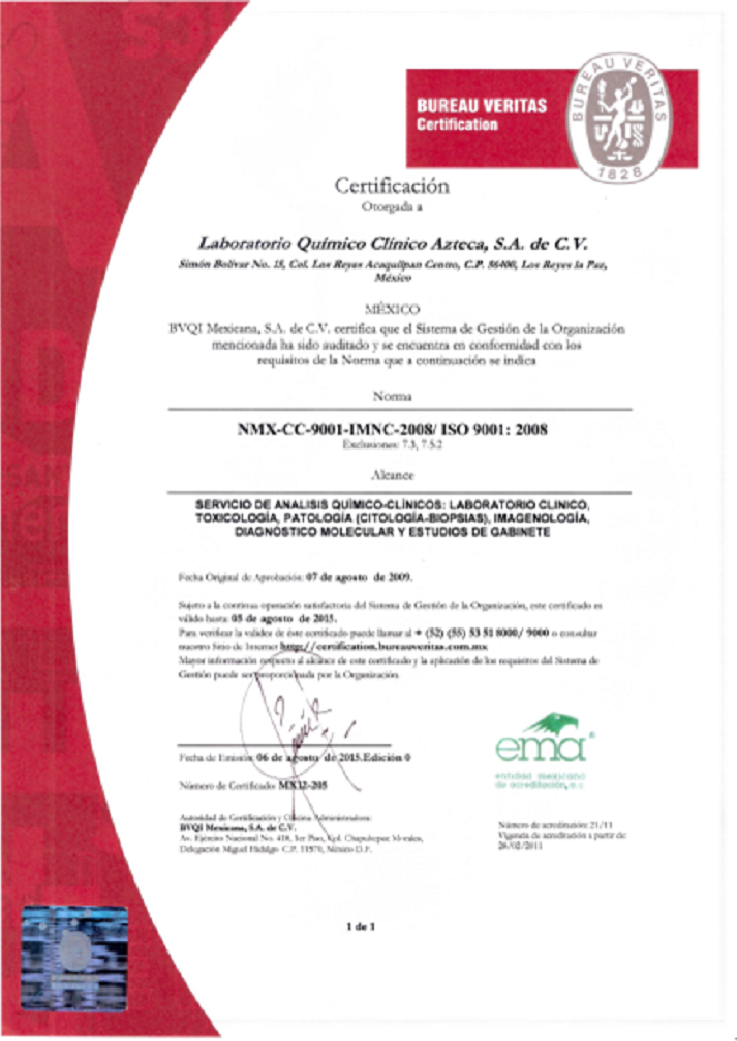 BUREAU VERITAS
Certification
BUREAU VERITAS
1828
Certificación
Otorgada a
Laboratorio Químico Clínico Azteca, S.A. de C.V.
Simón Bolívar No. 15, Col. Los Reyes Acaquilpan Centro, C.P. 56400, Los Reyes la Paz,
México
MÉXICO
BVQI Mexicana, S.A. de C.V. certifica que el Sistema de Gestión de la Organización
mencionada ha sido auditado y se encuentra en conformidad con los
requisitos de la Norma que a continuación se indica
Norma
NMX-CC-9001-IMNC-2008/ ISO 9001: 2008
Exclusiones: 7.3, 7.5.2
Alcance
SERVICIO DE ANALISIS QUÍMICO-CLÍNICOS: LABORATORIO CLINICO,
TOXICOLOGÍA, PATOLOGÍA (CITOLOGÍA-BIOPSIAS), IMAGENOLOGÍA,
DIAGNÓSTICO MOLECULAR Y ESTUDIOS DE GABINETE
Fecha Original de Aprobación: 07 de agosto de 2009.
Sujeto a la continua operación satisfactoria del Sistema de Gestión de la Organización, este certificado es
válido hasta: 05 de agosto de 2015.
Para verificar la validez de éste certificado puede llamar al + (52) (55) 53 51 8000/ 9000 o consultar
nuestro Sitio de Internet http://certification.bureauveritas.com.mx
Mayor información respecto al alcance de este certificado y la aplicación de los requisitos del Sistema de
Gestión puede ser proporcionada por la Organización.
Fecha de Emisión: 06 de agosto de 2015.Edición 0
Número de Certificado: MX12-205
Autoridad de Certificación y Oficina Administradora:
BVQI Mexicana, S.A. de C.V.
Av. Ejército Nacional No. 418, 3er Piso, Col. Chapultepec Morales,
Delegación Miguel Hidalgo C.P. 11570, México D.F.
ema
entidad mexicana
de acreditación, a.c.
Número de acreditación: 21/11
Vigencia de acreditación a partir de
1 de 1